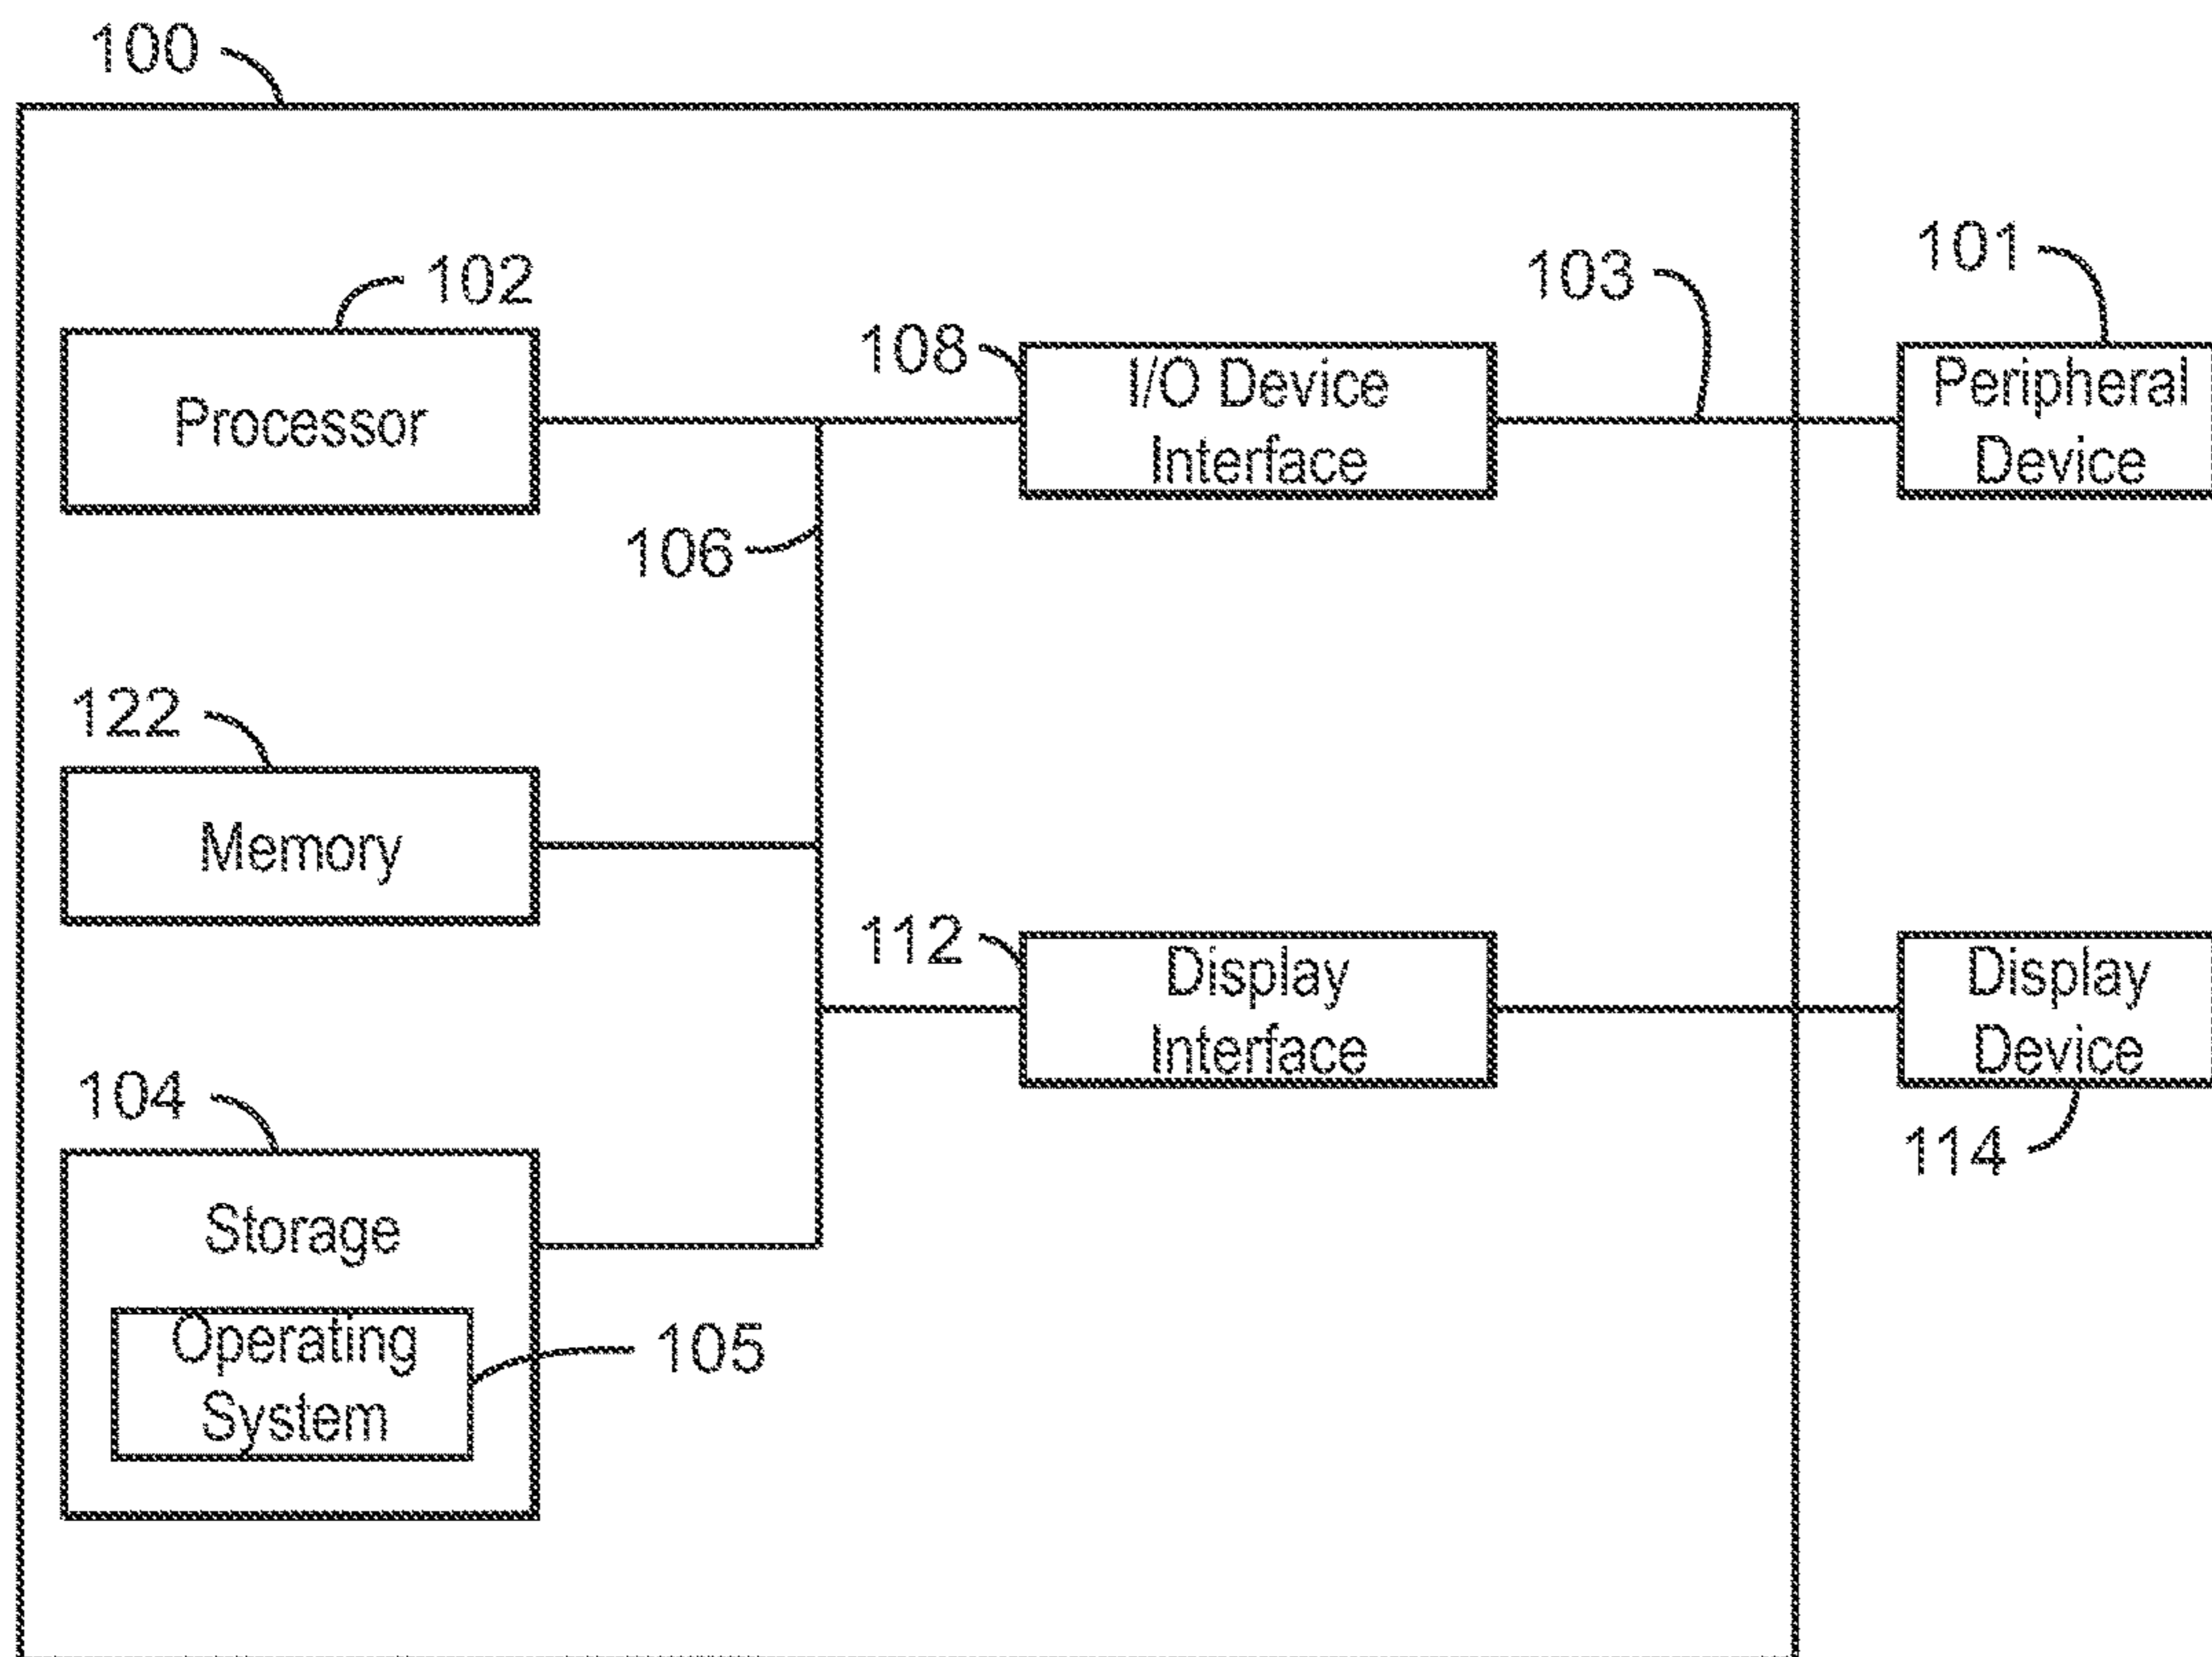 100
102
Processor
108
I/O Device
Interface
103
101
Peripheral
Device
106
122
Memory
112
Display
Interface
Display
Device
114
104
Storage
Operating
System
105